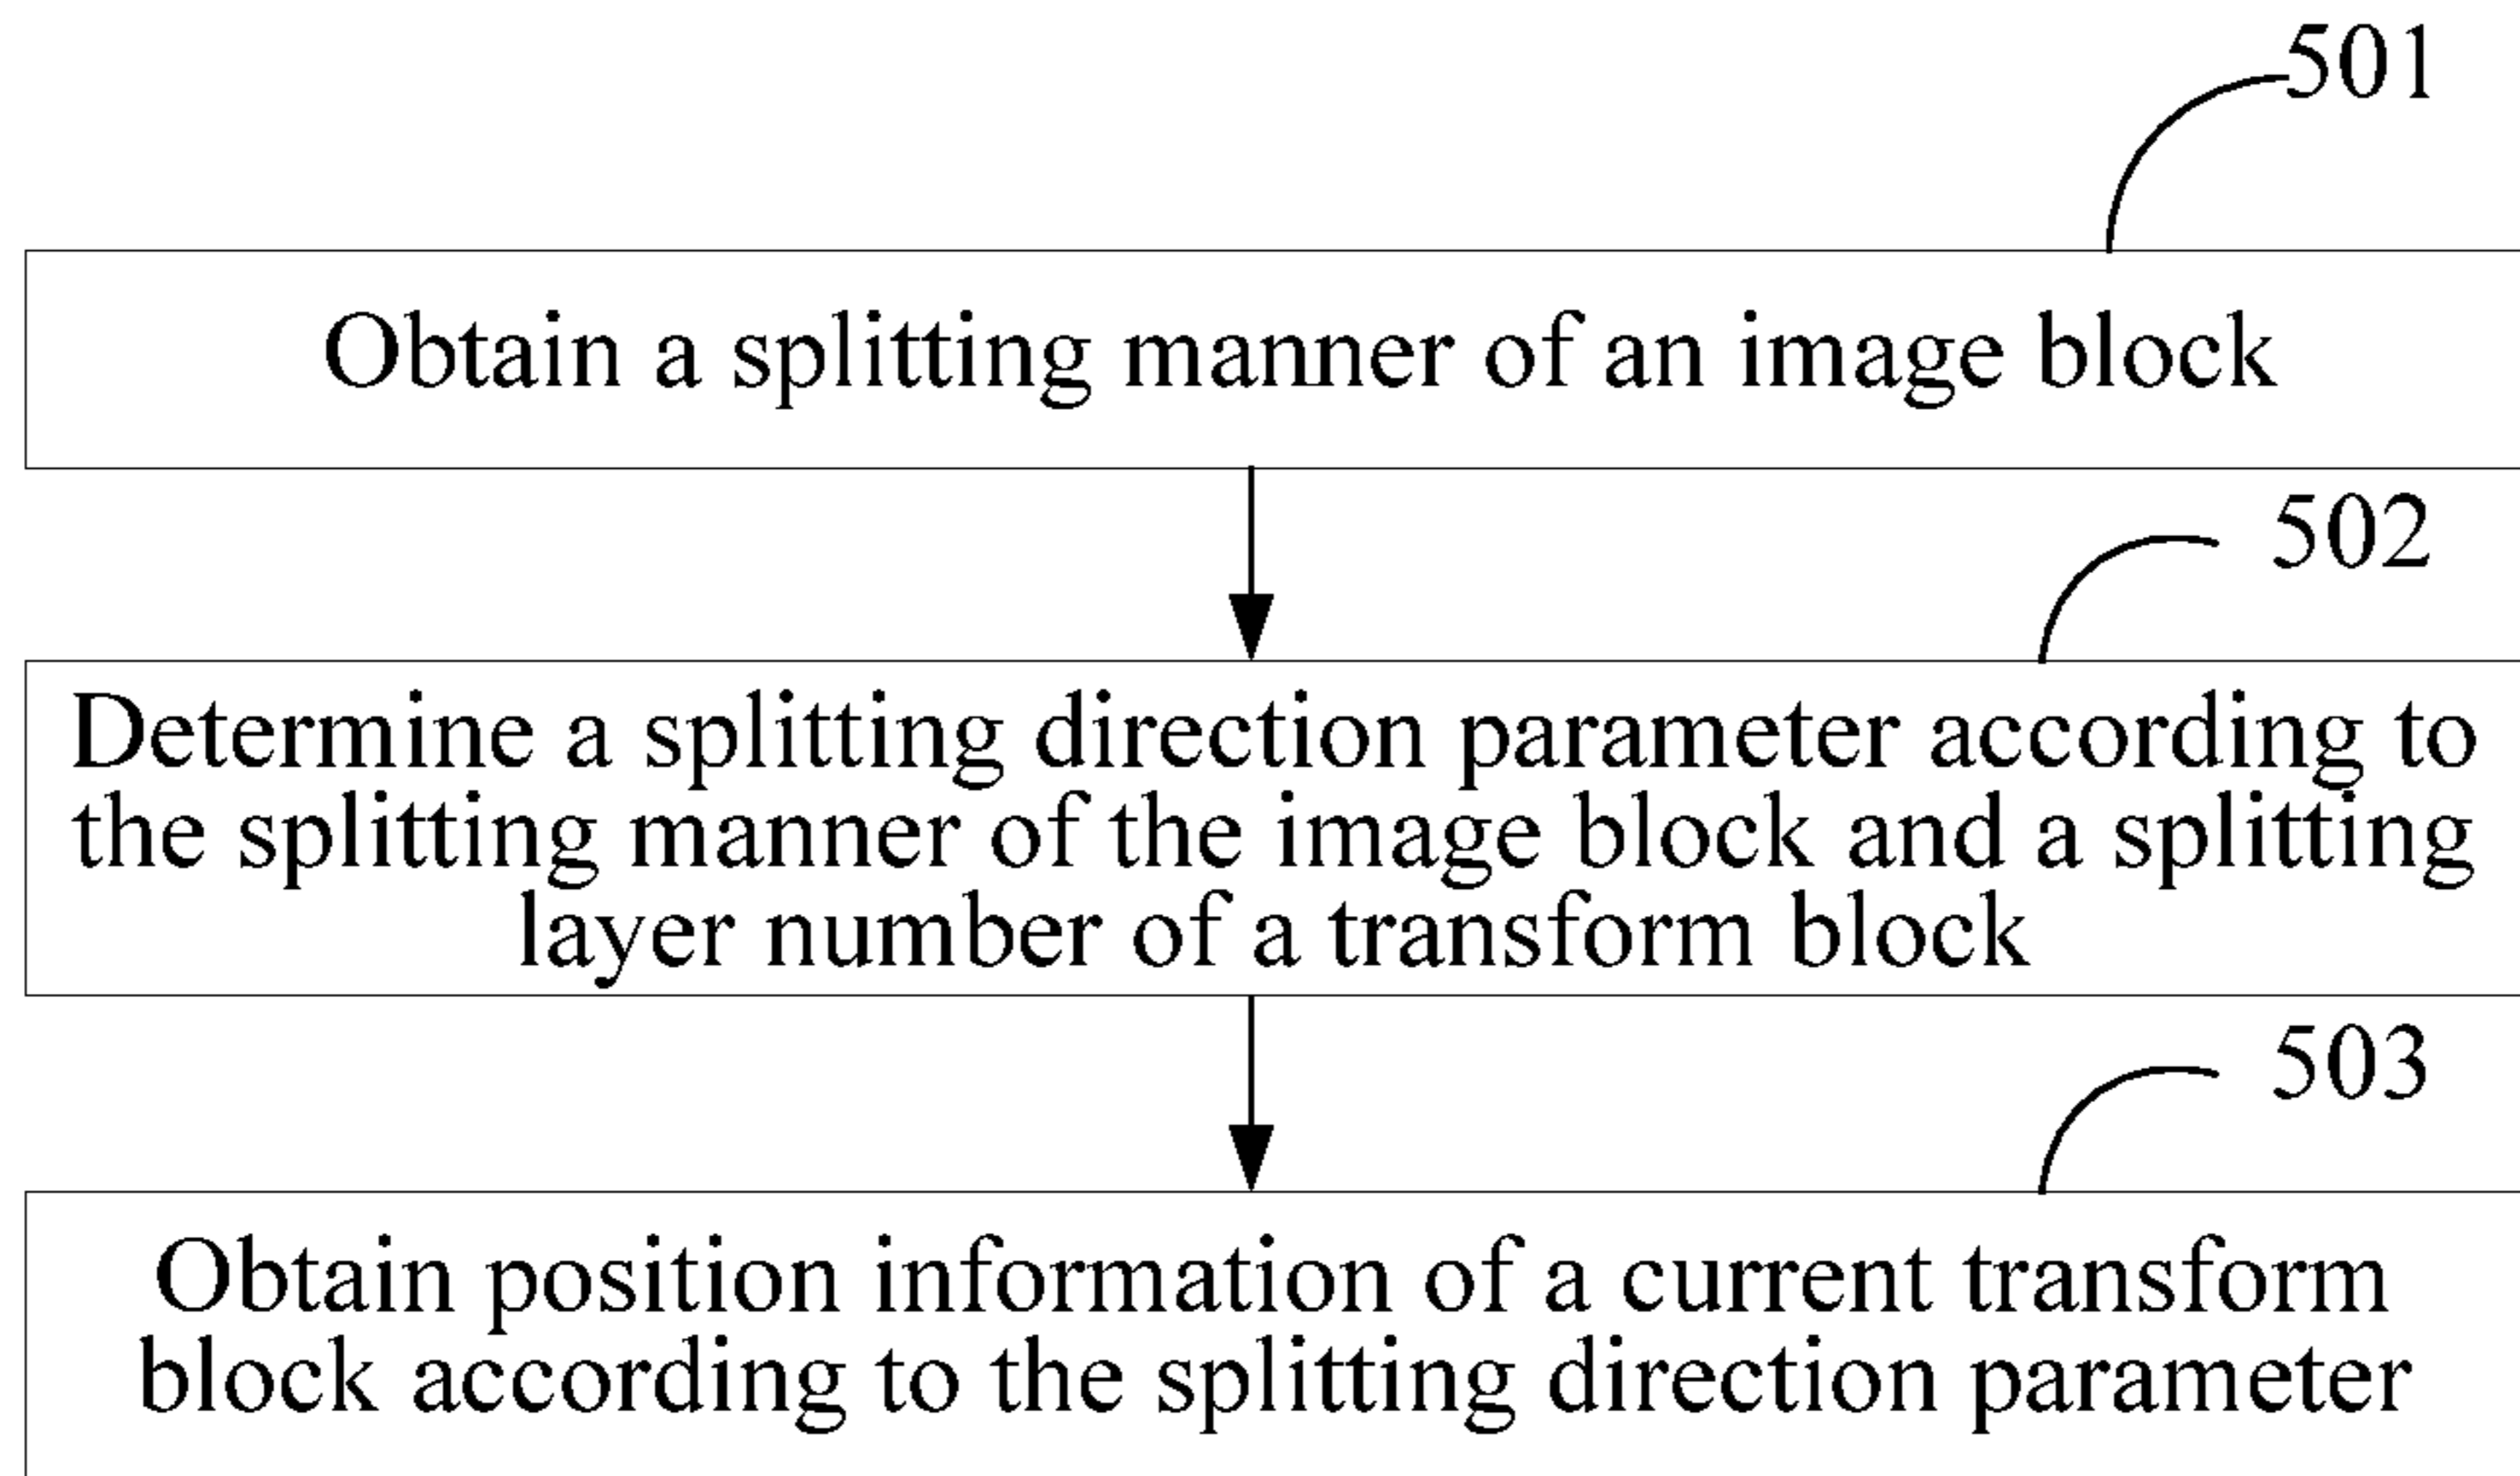 501
Obtain a splitting manner of an image block
502
Determine a splitting direction parameter according to
the splitting manner of the image block and a splitting
layer number of a transform block
503
Obtain position information of a current transform
block according to the splitting direction parameter